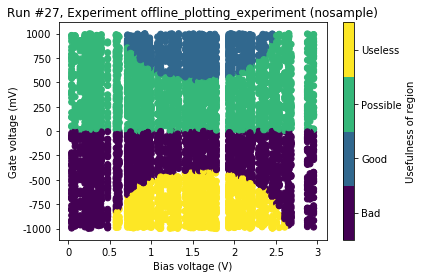 Run #27, Experiment offline_plotting_experiment (nosample)
1000
750
500
250
0
-250
-500
-750
-1000
Gate voltage (mV)
0
0.5
1
1.5
2
2.5
3
Bias voltage (V)
Useless
Possible
Good
Bad
Usefulness of region